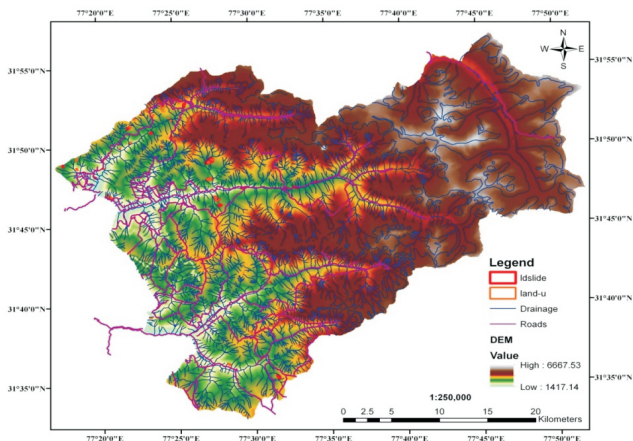 77°20'0"E 77°25'0"E 77°30'0"E 77°35'0"E 77°40'0"E 77°45'0"E 77°50'0"E
N
W E
S
31°55'0"N
31°55'0"N
31°50'0"N
31°50'0"N
31°45'0"N
31°45'0"N
31°40'0"N
31°40'0"N
31°35'0"N
31°35'0"N
Legend
ldslide
land-u
Drainage
Roads
DEM
Value
High : 6667.53
Low : 1417.14
1:250,000
0 2.5 5 10 15 20
Kilometers
77°20'0"E 77°25'0"E 77°30'0"E 77°35'0"E 77°40'0"E 77°45'0"E 77°50'0"E